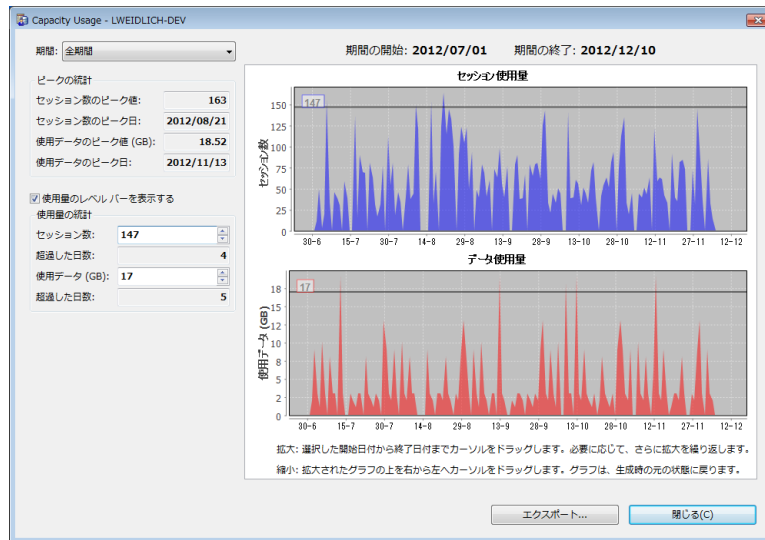 Capacity Usage - LWEIDLICH-DEV
期間: 全期間
期間の開始: 2012/07/01 期間の終了: 2012/12/10
ピークの統計
セッション数のピーク値: 163
セッション数のピーク日: 2012/08/21
使用データのピーク値 (GB): 18.52
使用データのピーク日: 2012/11/13
使用量のレベル バーを表示する
使用量の統計
セッション数: 147
超過した日数: 4
使用データ (GB): 17
超過した日数: 5
セッション使用量
セッション数
150
125
100
75
50
25
0
147
30-6 15-7 30-7 14-8 29-8 13-9 28-9 13-10 28-10 12-11 27-11 12-12
データ使用量
使用データ (GB)
18
15
12
10
8
5
2
0
17
30-6 15-7 30-7 14-8 29-8 13-9 28-9 13-10 28-10 12-11 27-11 12-12
拡大: 選択した開始日付から終了日付までカーソルをドラッグします。必要に応じて、さらに拡大を繰り返します。
縮小: 拡大されたグラフの上を右から左へカーソルをドラッグします。グラフは、生成時の元の状態に戻ります。
エクスポート... 閉じる(C)